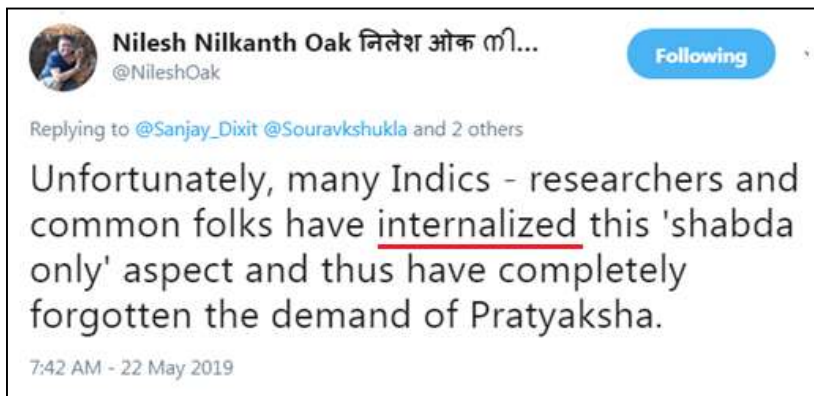 Nilesh Nilkanth Oak निलेश ओक നി...
@NileshOak
Following
Replying to @Sanjay_Dixit @Souravkshukla and 2 others
Unfortunately, many Indics - researchers and
common folks have internalized this 'shabda
only' aspect and thus have completely
forgotten the demand of Pratyaksha.
7:42 AM - 22 May 2019